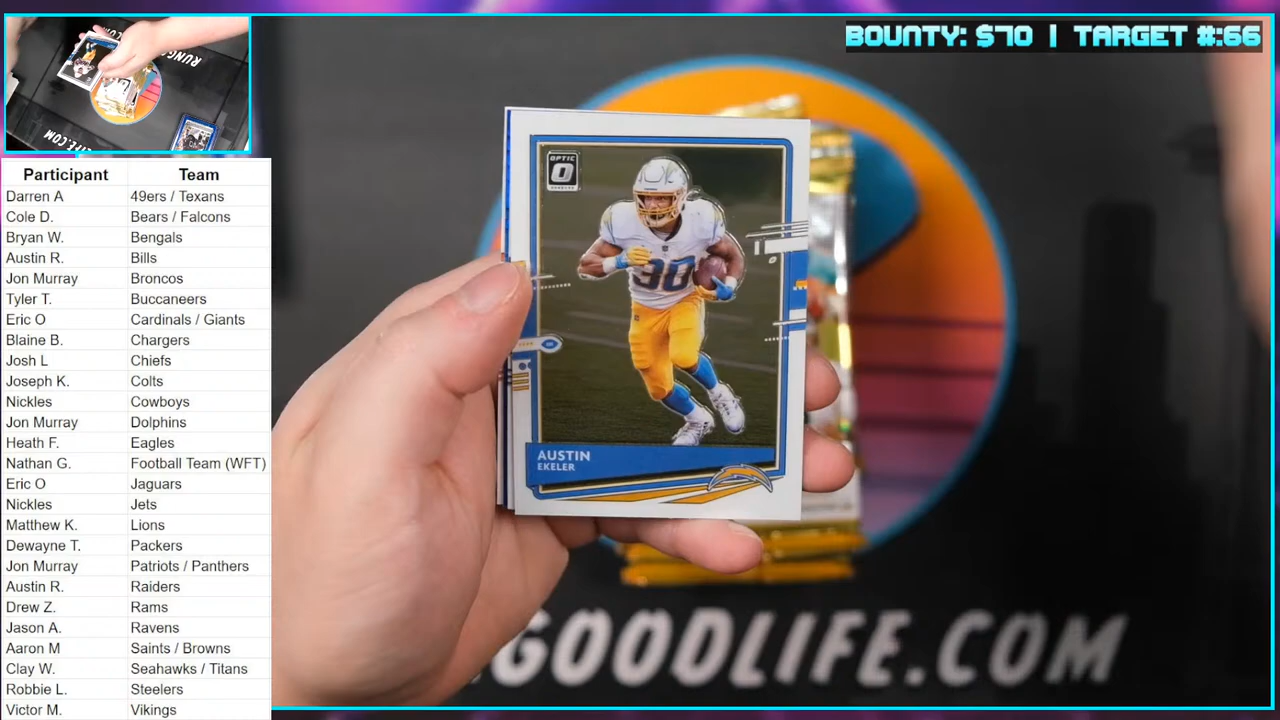 BOUNTY: $70 | TARGET #:66
Participant Team
Darren A 49ers / Texans
Cole D. Bears / Falcons
Bryan W. Bengals
Austin R. Bills
Jon Murray Broncos
Tyler T. Buccaneers
Eric O Cardinals / Giants
Blaine B. Chargers
Josh L Chiefs
Joseph K. Colts
Nickles Cowboys
Jon Murray Dolphins
Heath F. Eagles
Nathan G. Football Team (WFT)
Eric O Jaguars
Nickles Jets
Matthew K. Lions
Dewayne T. Packers
Jon Murray Patriots / Panthers
Austin R. Raiders
Drew Z. Rams
Jason A. Ravens
Aaron M Saints / Browns
Clay W. Seahawks / Titans
Robbie L. Steelers
Victor M. Vikings
OPTIC
O
30
AUSTIN
EKELER
GOODLIFE.COM
RUNGO
LIFE.COM